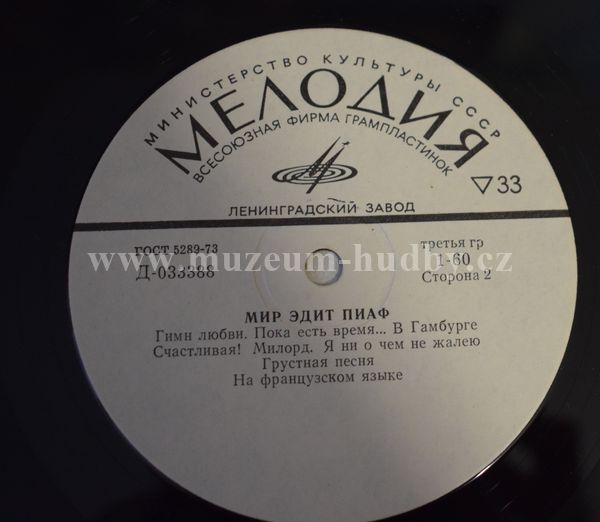 МИНИСТЕРСТВО КУЛЬТУРЫ СССР
МЕЛОДИЯ
ВСЕСОЮЗНАЯ ФИРМА ГРАМПЛАСТИНОК
▽33
ЛЕНИНГРАДСКИЙ ЗАВОД
ГОСТ 5289-73
третья гр
www.muzeum-hudby.cz
Д-033388
1-60
Сторона 2
МИР ЭДИТ ПИАФ
Гимн любви. Пока есть время... В Гамбурге
Счастливая! Милорд. Я ни о чем не жалею
Грустная песня
На французском языке